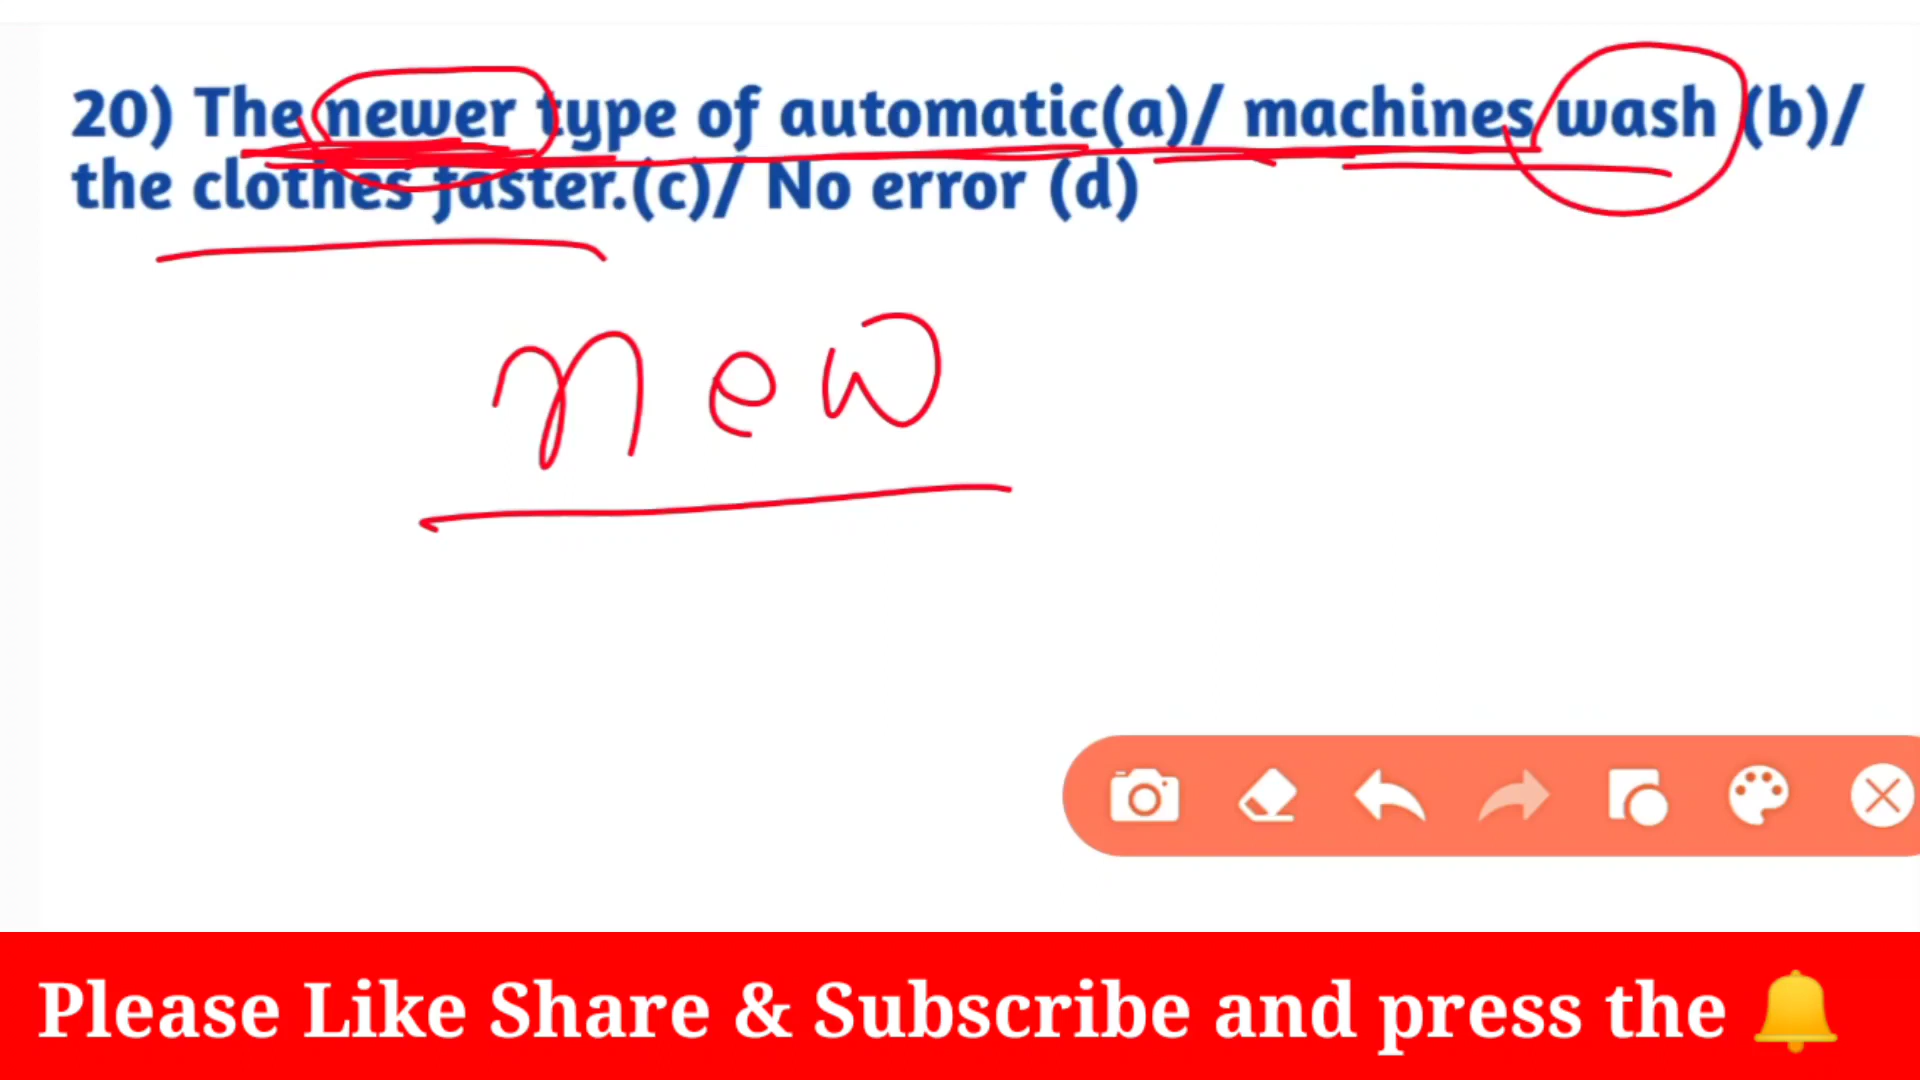 20) The newer type of automatic(a)/ machines wash (b)/
the clothes faster.(c)/ No error (d)
new
Please Like Share & Subscribe and press the 🔔